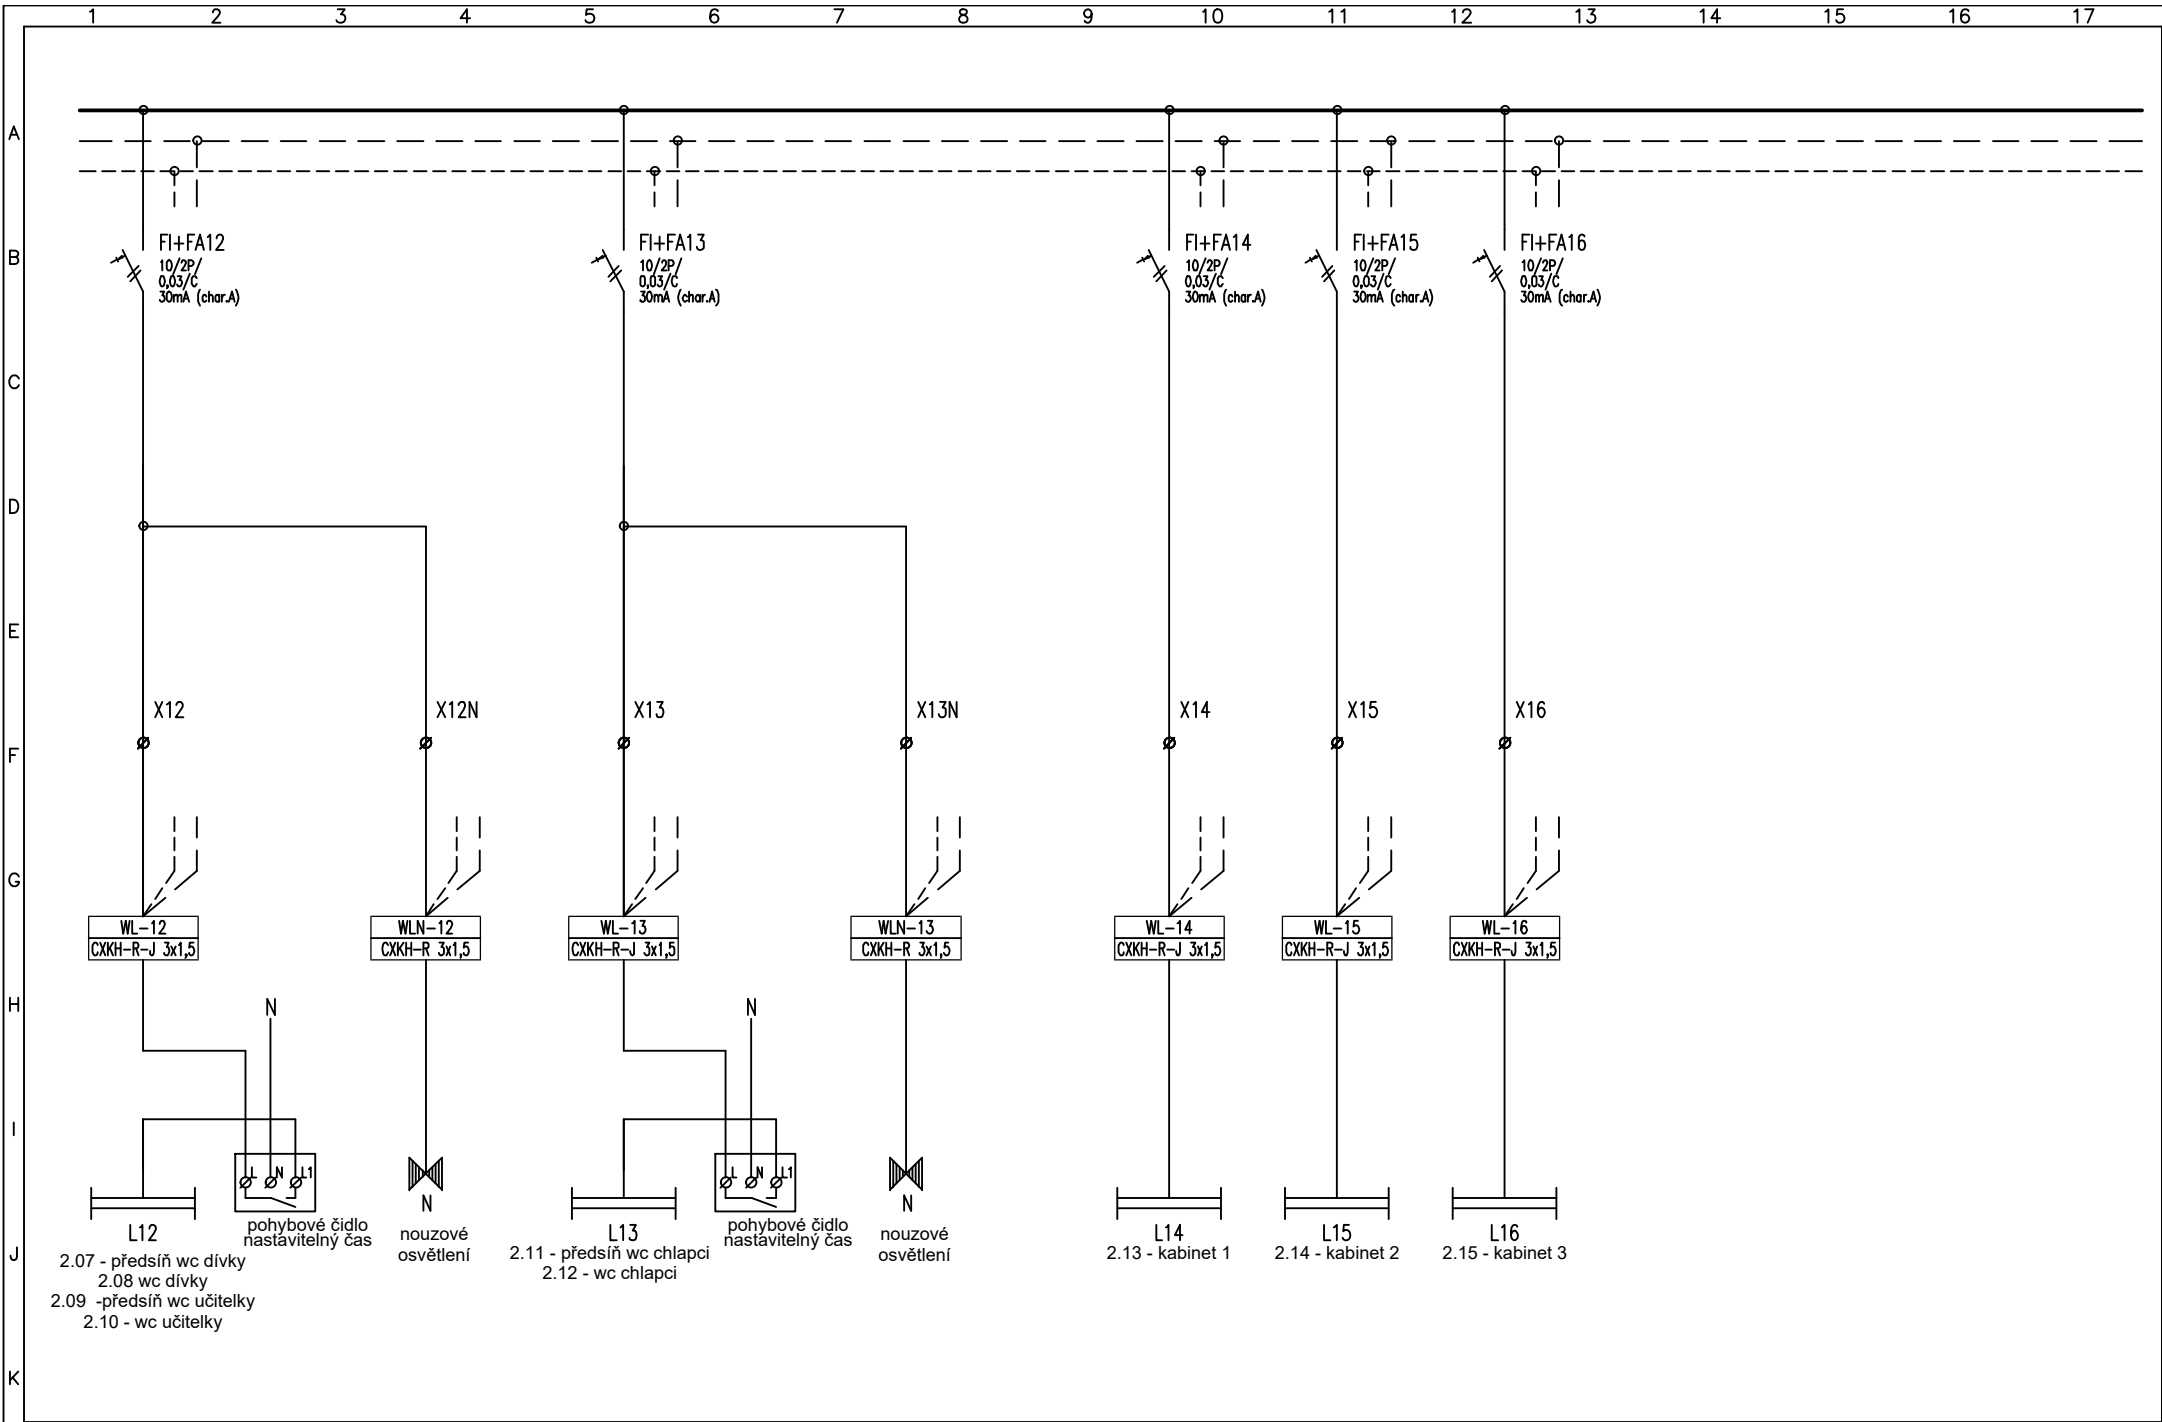 1 2 3 4 5 6 7 8 9 10 11 12 13 14 15 16 17
A
B
C
D
E
F
G
H
I
J
K
FI+FA12
10/2P/
0,03/C
30mA (char.A)
FI+FA13
10/2P/
0,03/C
30mA (char.A)
FI+FA14
10/2P/
0,03/C
30mA (char.A)
FI+FA15
10/2P/
0,03/C
30mA (char.A)
FI+FA16
10/2P/
0,03/C
30mA (char.A)
X12
X12N
X13
X13N
X14
X15
X16
WL-12
CXKH-R-J 3x1,5
WLN-12
CXKH-R 3x1,5
WL-13
CXKH-R-J 3x1,5
WLN-13
CXKH-R 3x1,5
WL-14
CXKH-R-J 3x1,5
WL-15
CXKH-R-J 3x1,5
WL-16
CXKH-R-J 3x1,5
N
N
L N L1
L N L1
L12
2.07 - předsíň wc dívky
2.08 wc dívky
2.09 -předsíň wc učitelky
2.10 - wc učitelky
pohybové čidlo
nastavitelný čas
N
nouzové
osvětlení
L13
2.11 - předsíň wc chlapci
2.12 - wc chlapci
pohybové čidlo
nastavitelný čas
N
nouzové
osvětlení
L14
2.13 - kabinet 1
L15
2.14 - kabinet 2
L16
2.15 - kabinet 3